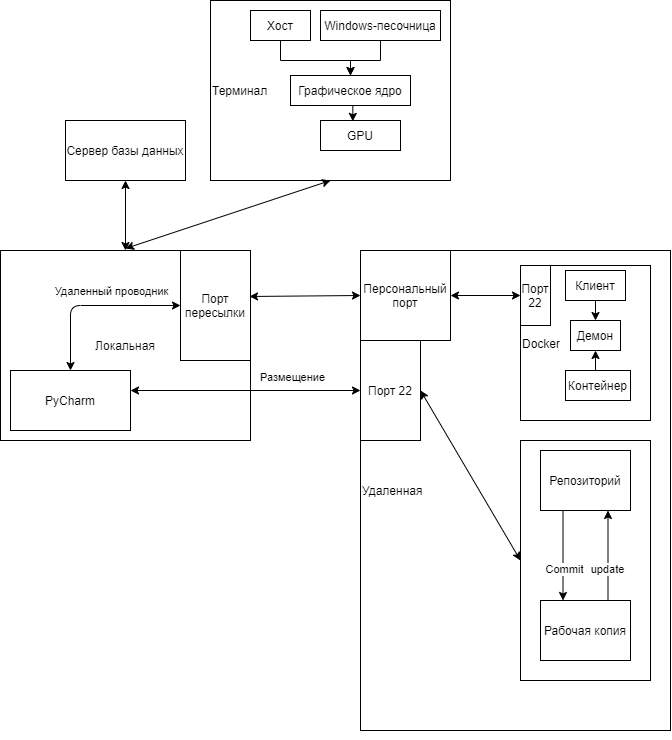 Хост
Windows-песочница
Терминал
Графическое ядро
GPU
Сервер базы данных
Удаленный проводник
Порт
пересылки
Локальная
PyCharm
Размещение
Персональный
порт
Порт 22
Удаленная
Порт
22
Docker
Клиент
Демон
Контейнер
Репозиторий
Commit
update
Рабочая копия